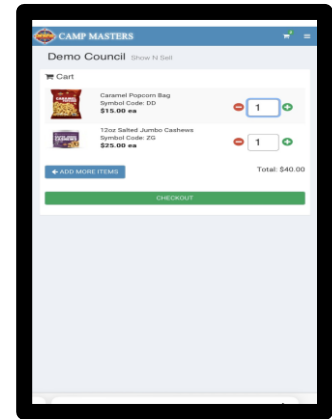 CAMP MASTERS
Demo Council Show N Sell
Cart
Caramel Popcorn Bag
Symbol Code: DD
$15.00 ea
1
12oz Salted Jumbo Cashews
Symbol Code: ZG
$25.00 ea
1
ADD MORE ITEMS
Total: $40.00
CHECKOUT